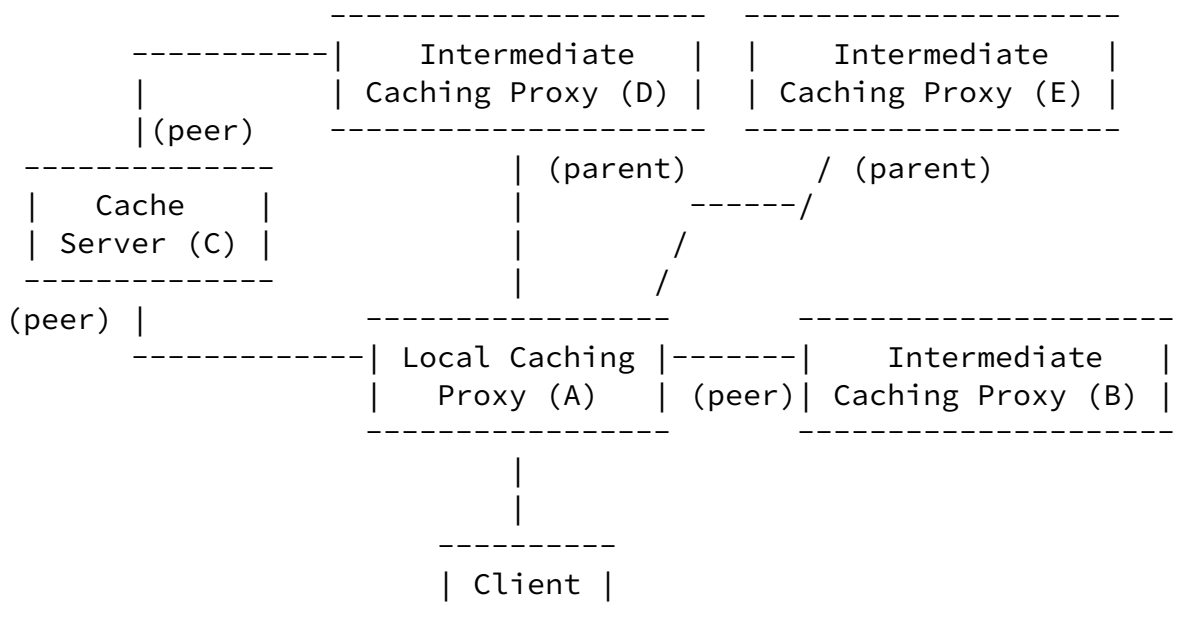 Intermediate Intermediate
Caching Proxy (D) Caching Proxy (E)
(peer)
(parent) (parent)
Cache
Server (C)
(peer)
Local Caching Intermediate
Proxy (A) (peer) Caching Proxy (B)
Client